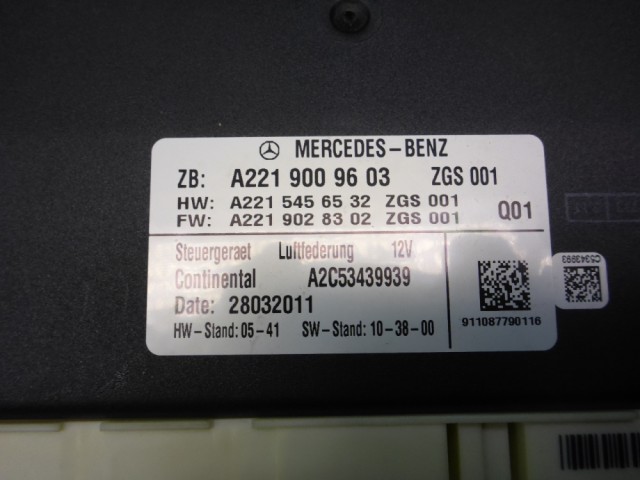 MERCEDES-BENZ
ZB: A221 900 96 03 ZGS 001
HW: A221 545 65 32 ZGS 001
FW: A221 902 83 02 ZGS 001 Q01
Steuergeraet Luftfederung 12V
Continental A2C53439939
Date: 28032011
HW-Stand: 05-41 SW-Stand: 10-38-00
911087790116
C5343993